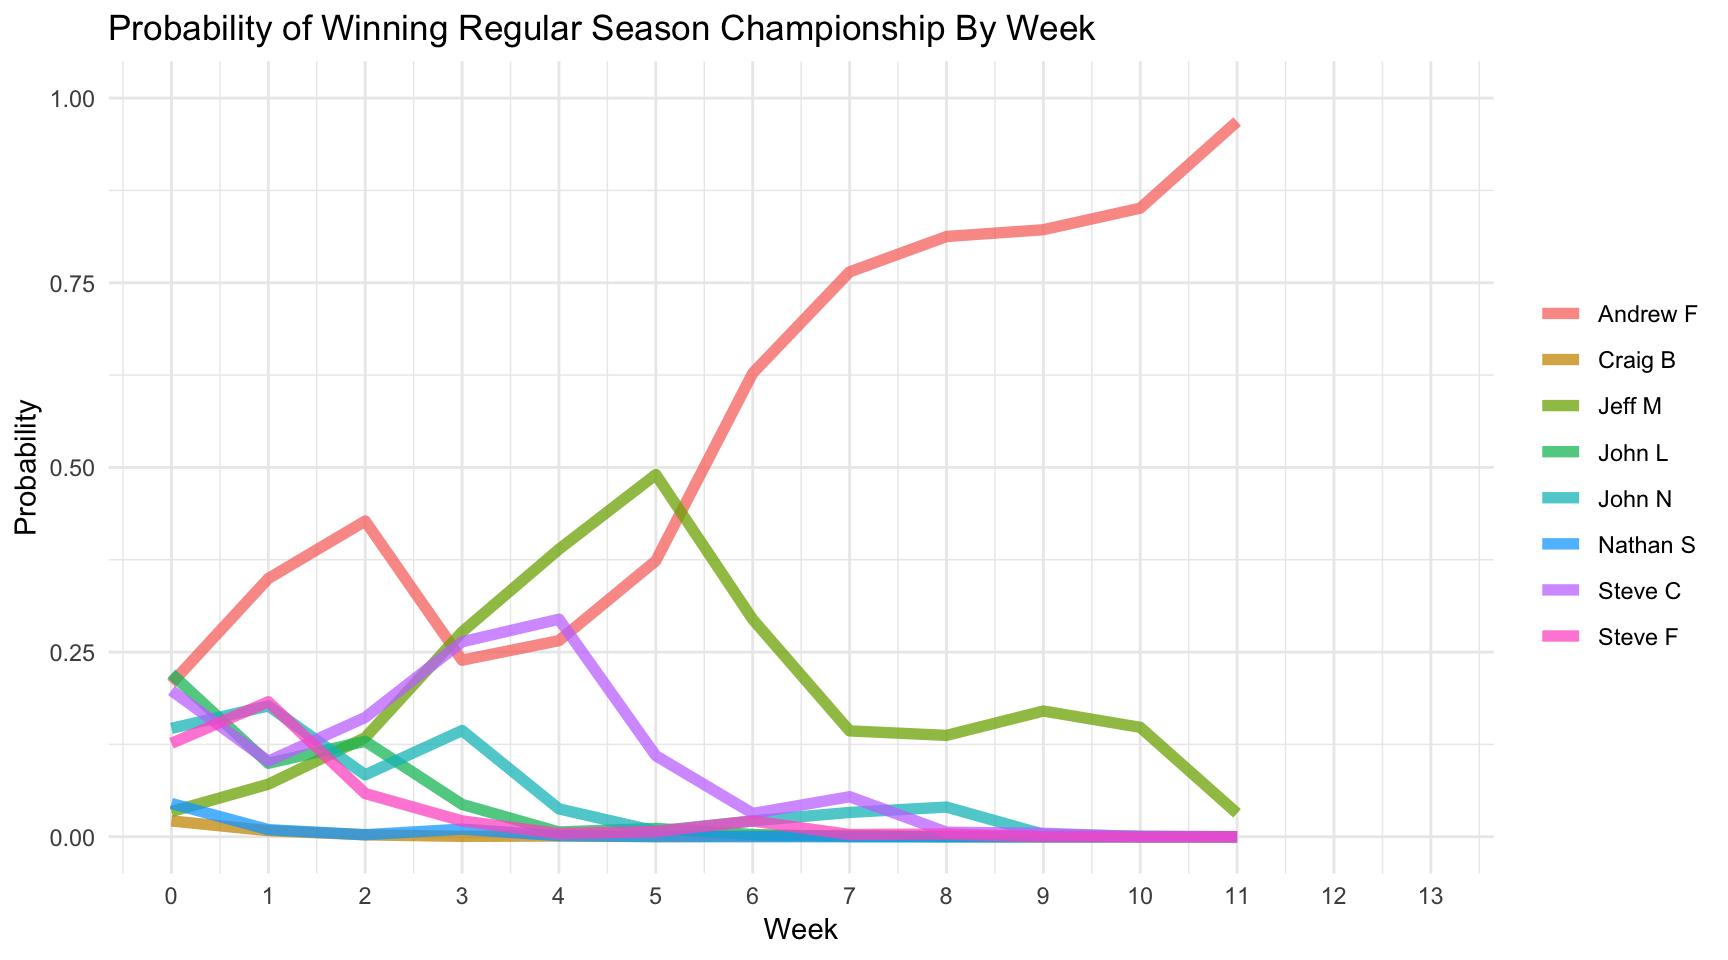 Probability of Winning Regular Season Championship By Week
Probability
1.00
0.75
0.50
0.25
0.00
0 1 2 3 4 5 6 7 8 9 10 11 12 13
Week
Andrew F
Craig B
Jeff M
John L
John N
Nathan S
Steve C
Steve F